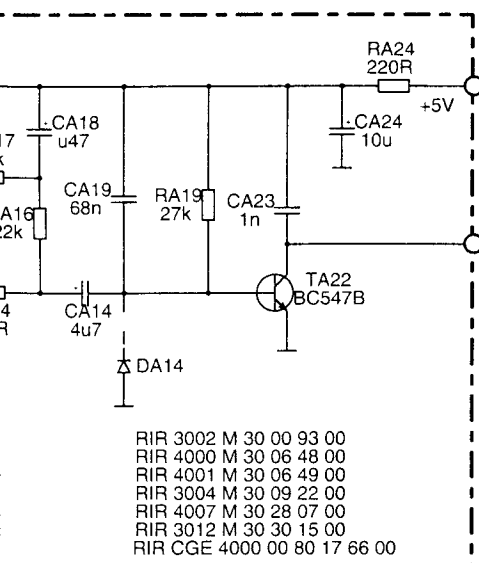 RA24
220R
+5V
CA18
u47
CA24
10u
17
k
CA19
68n
RA19
27k
CA23
1n
A16
22k
TA22
BC547B
CA14
4u7
4
R
DA14
RIR 3002 M 30 00 93 00
RIR 4000 M 30 06 48 00
RIR 4001 M 30 06 49 00
RIR 3004 M 30 09 22 00
RIR 4007 M 30 28 07 00
RIR 3012 M 30 30 15 00
RIR CGE 4000 00 80 17 66 00